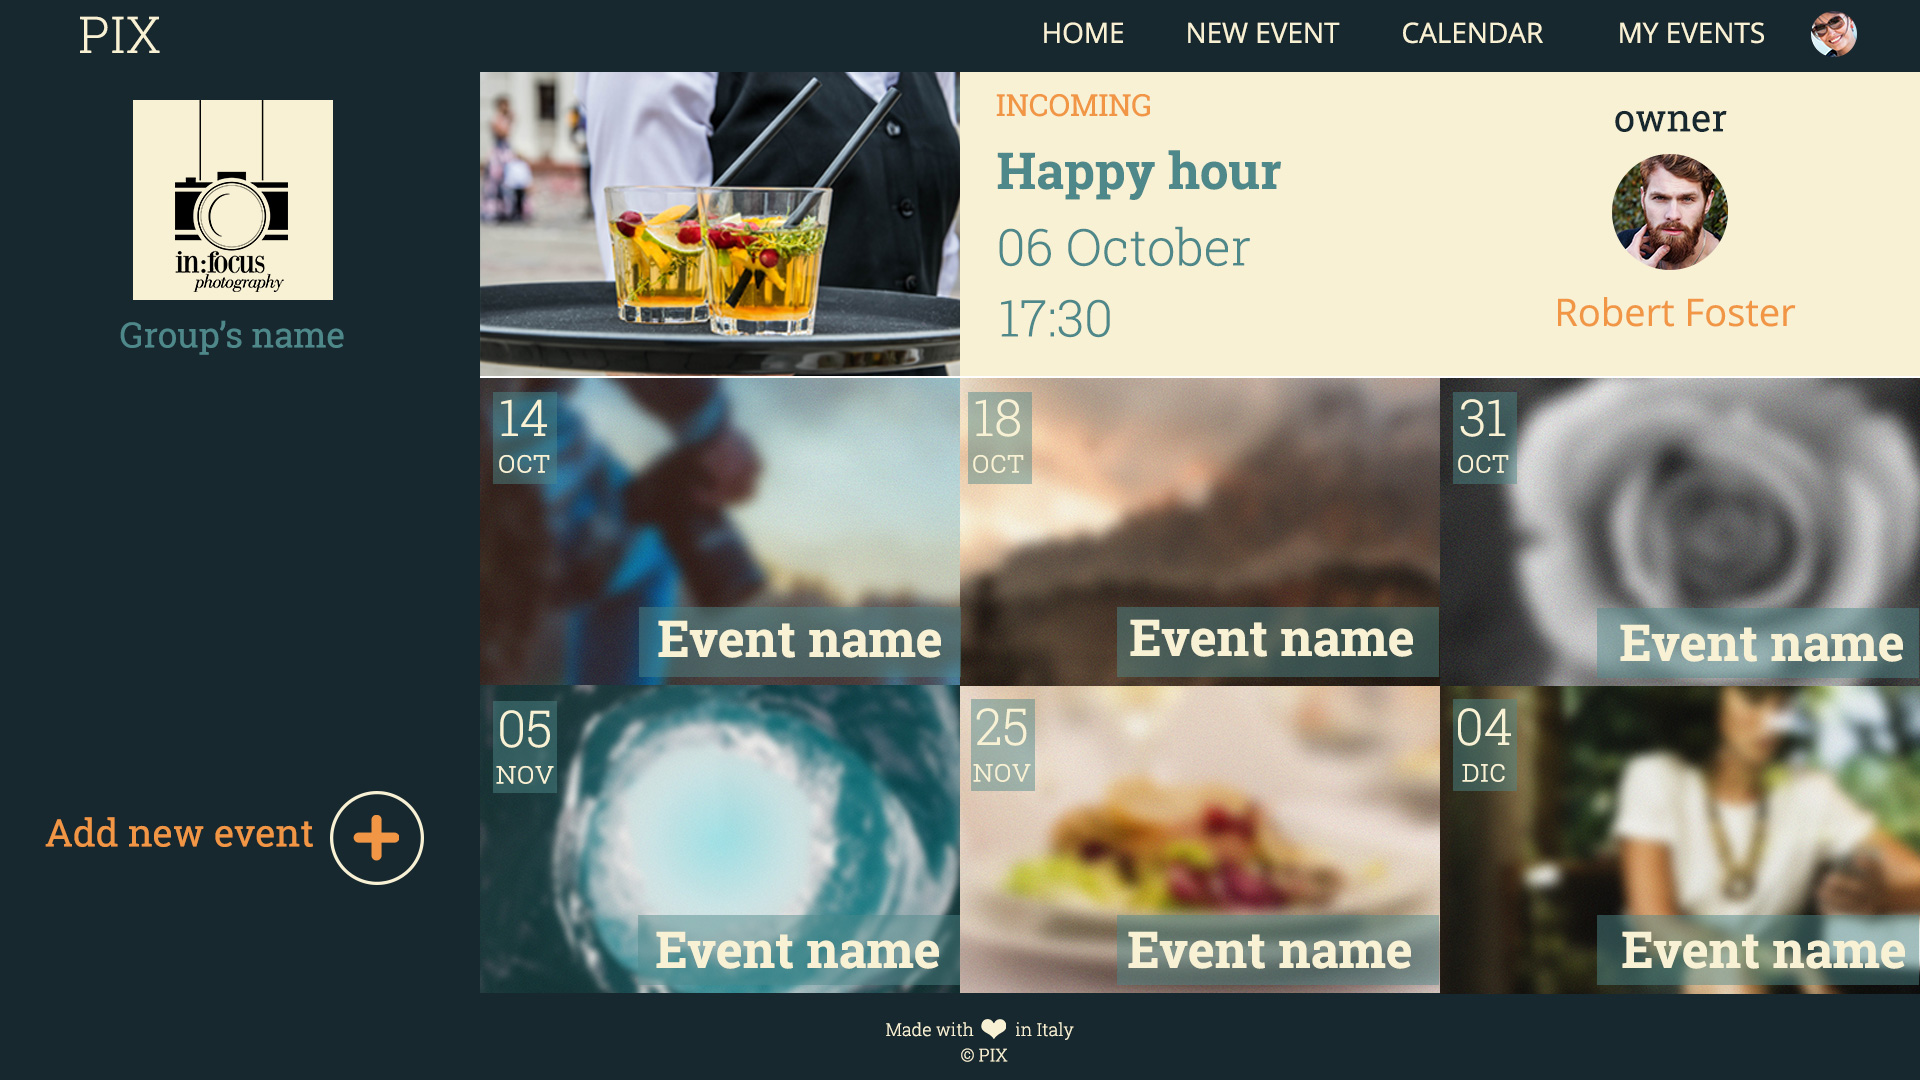 PIX
HOME
NEW EVENT
CALENDAR
MY EVENTS
in:focus
photography
Group's name
Add new event
INCOMING
Happy hour
06 October
17:30
owner
Robert Foster
14
OCT
Event name
18
OCT
Event name
31
OCT
Event name
05
NOV
Event name
25
NOV
Event name
04
DIC
Event name
Made with ❤ in Italy
© PIX